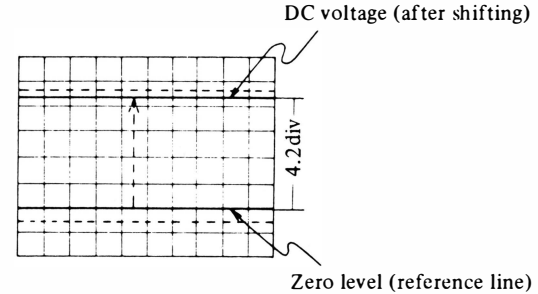 DC voltage (after shifting)
4.2div
Zero level (reference line)